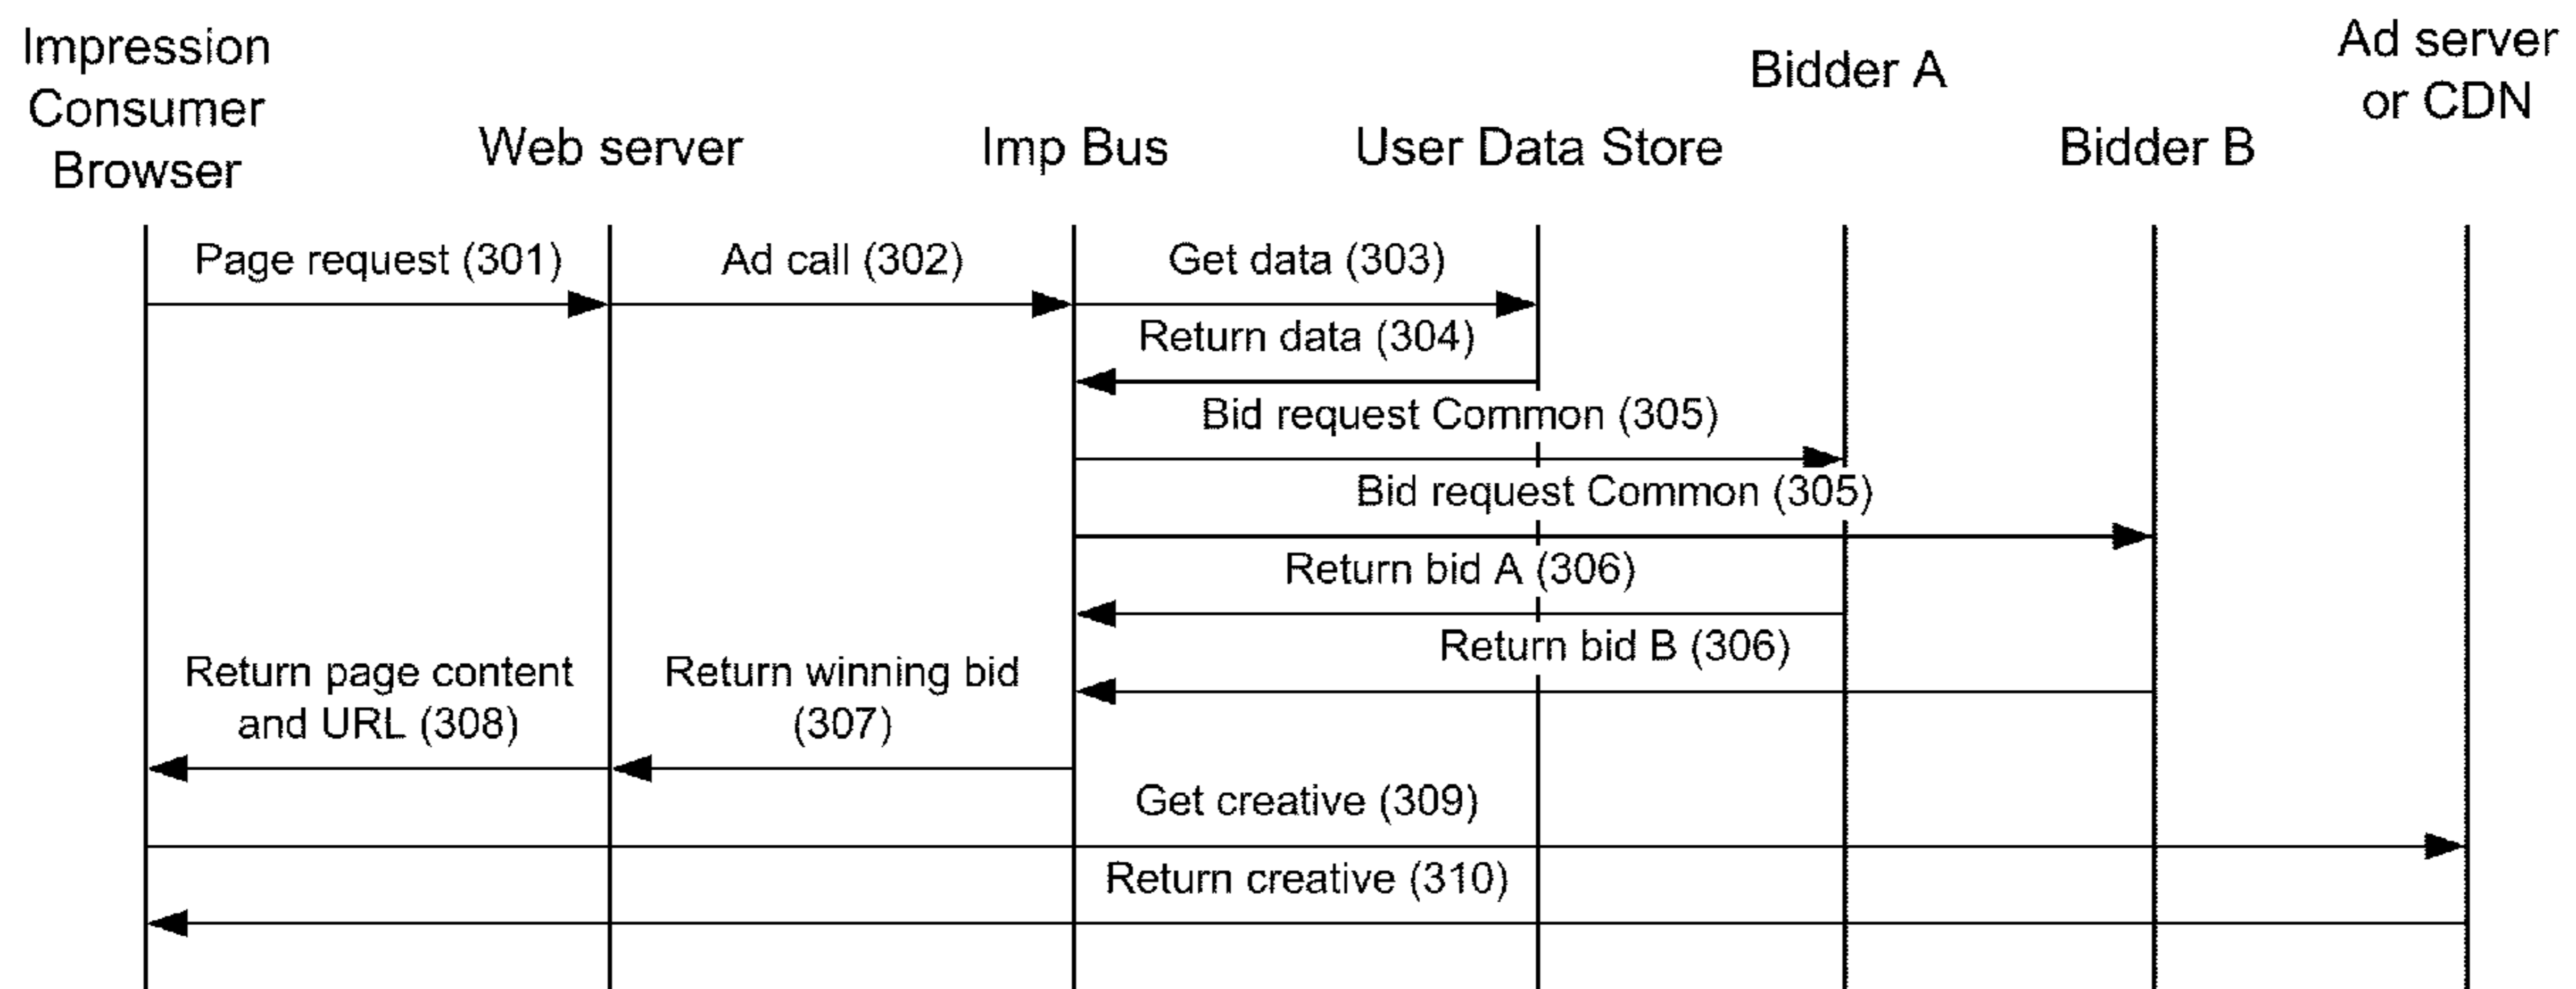 Impression
Consumer
Browser
Web server
Imp Bus
User Data Store
Bidder A
Bidder B
Ad server
or CDN
Page request (301)
Ad call (302)
Get data (303)
Return data (304)
Bid request Common (305)
Bid request Common (305)
Return bid A (306)
Return bid B (306)
Return page content
and URL (308)
Return winning bid
(307)
Get creative (309)
Return creative (310)